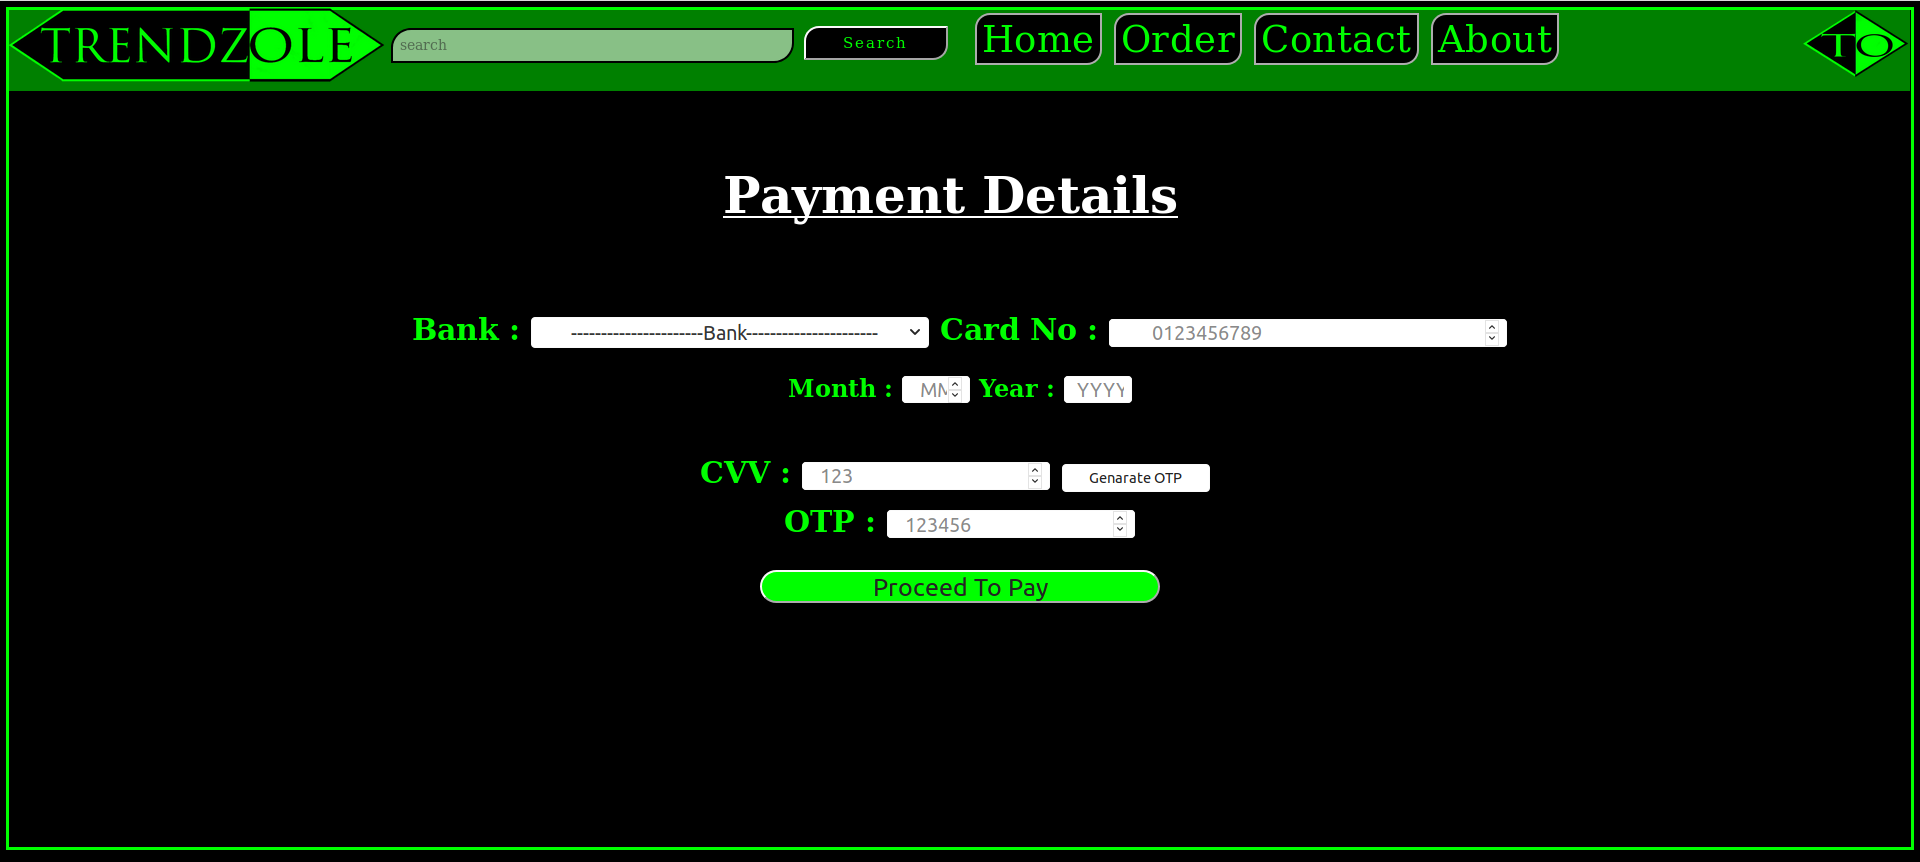 TRENDZOLE search Search Home Order Contact About TO
Payment Details
Bank : ----------------------Bank---------------------- Card No : 0123456789
Month : MM Year : YYYY
CVV : 123 Genarate OTP
OTP : 123456
Proceed To Pay